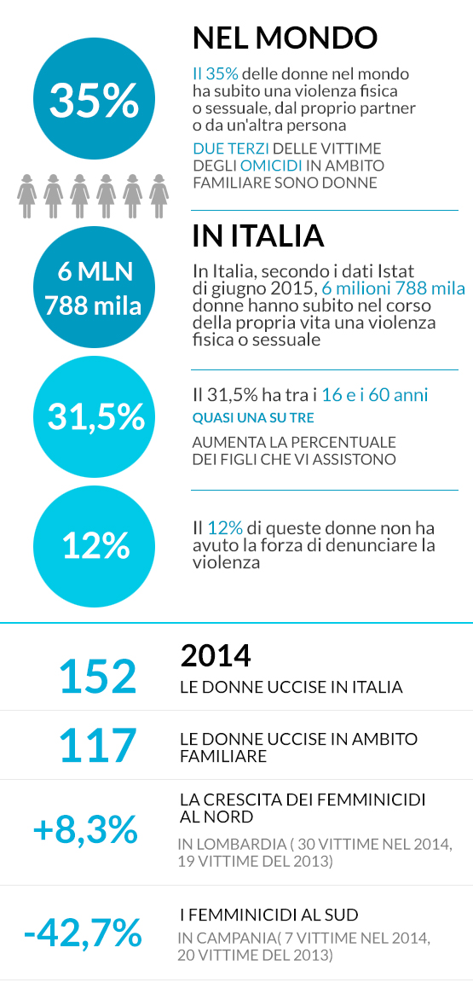 35%
NEL MONDO
Il 35% delle donne nel mondo
ha subito una violenza fisica
o sessuale, dal proprio partner
o da un'altra persona
DUE TERZI DELLE VITTIME
DEGLI OMICIDI IN AMBITO
FAMILIARE SONO DONNE
6 MLN
788 mila
IN ITALIA
In Italia, secondo i dati Istat
di giugno 2015, 6 milioni 788 mila
donne hanno subito nel corso
della propria vita una violenza
fisica o sessuale
31,5%
Il 31,5% ha tra i 16 e i 60 anni
QUASI UNA SU TRE
AUMENTA LA PERCENTUALE
DEI FIGLI CHE VI ASSISTONO
12%
Il 12% di queste donne non ha
avuto la forza di denunciare la
violenza
152
2014
LE DONNE UCCISE IN ITALIA
117
LE DONNE UCCISE IN AMBITO
FAMILIARE
+8,3%
LA CRESCITA DEI FEMMINICIDI
AL NORD
IN LOMBARDIA ( 30 VITTIME NEL 2014,
19 VITTIME DEL 2013)
-42,7%
I FEMMINICIDI AL SUD
IN CAMPANIA( 7 VITTIME NEL 2014,
20 VITTIME DEL 2013)